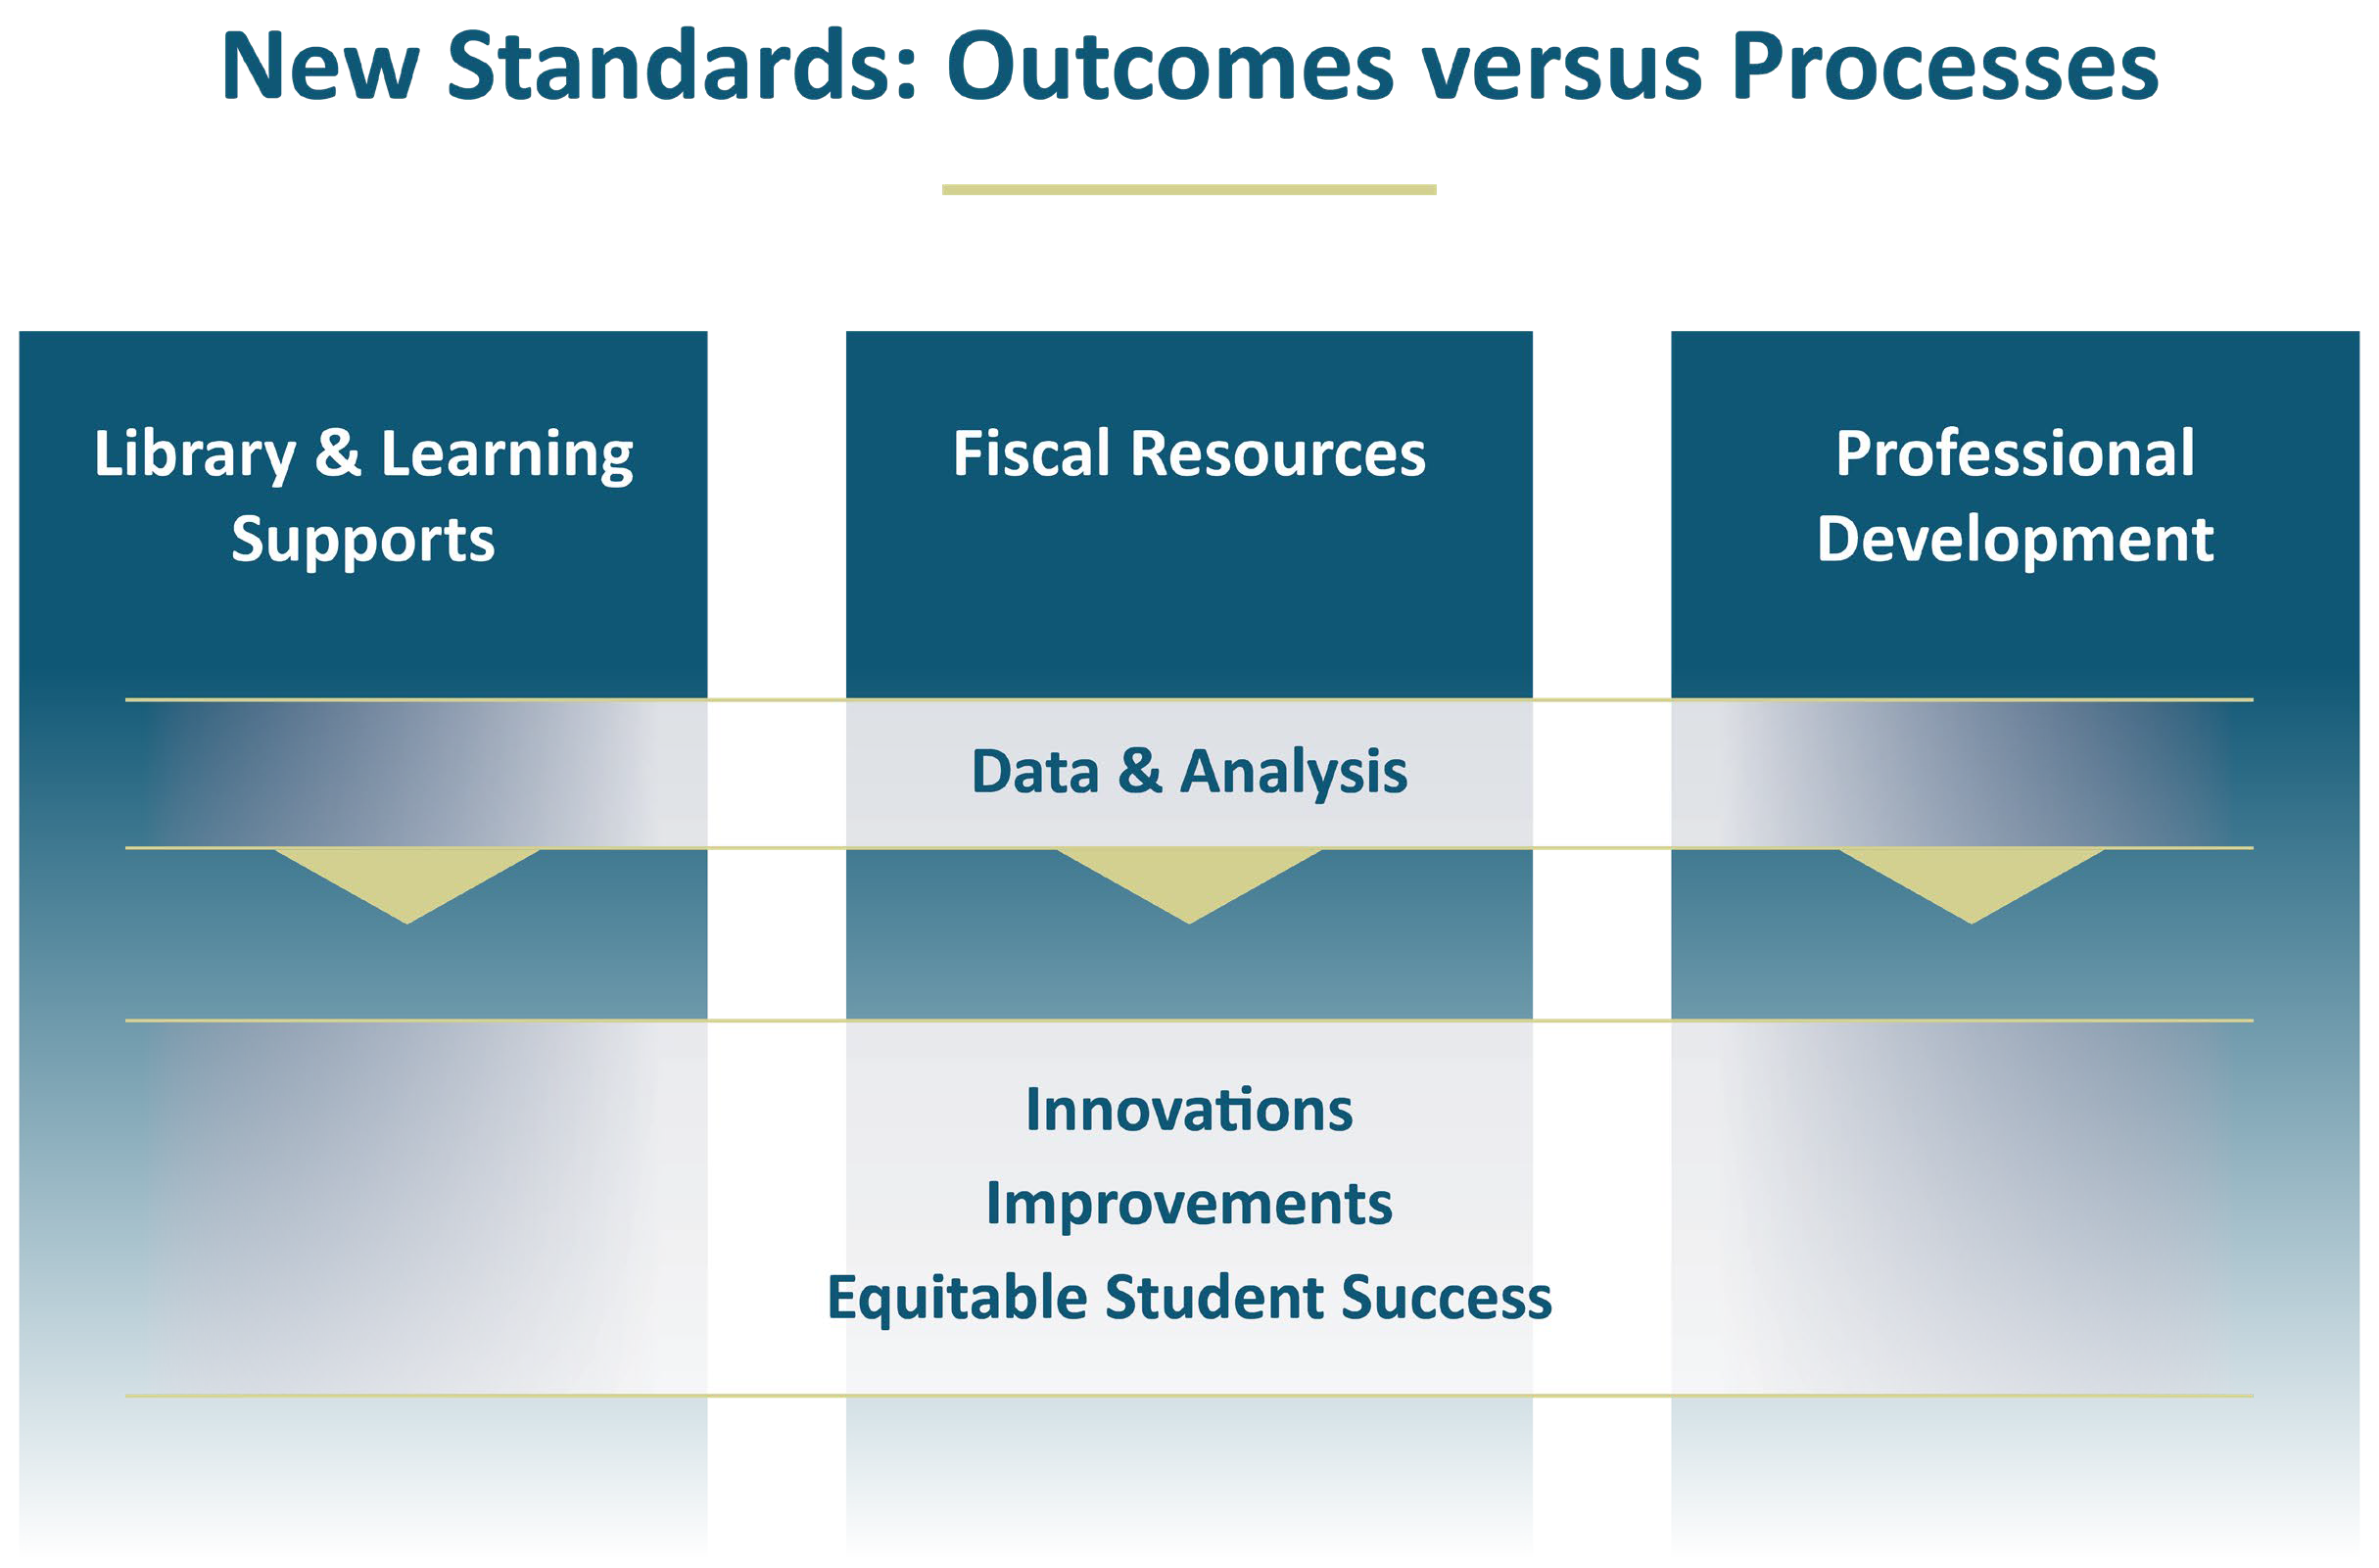 New Standards: Outcomes versus Processes
Library & Learning
Supports
Fiscal Resources
Professional
Development
Data & Analysis
Innovations
Improvements
Equitable Student Success